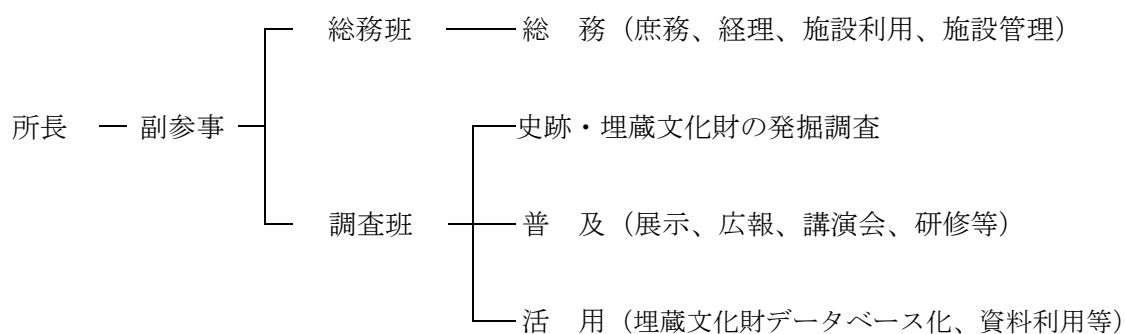 総務班 総　務（庶務、経理、施設利用、施設管理）
所長 副参事 史跡・埋蔵文化財の発掘調査
調査班 普　及（展示、広報、講演会、研修等）
活　用（埋蔵文化財データベース化、資料利用等）